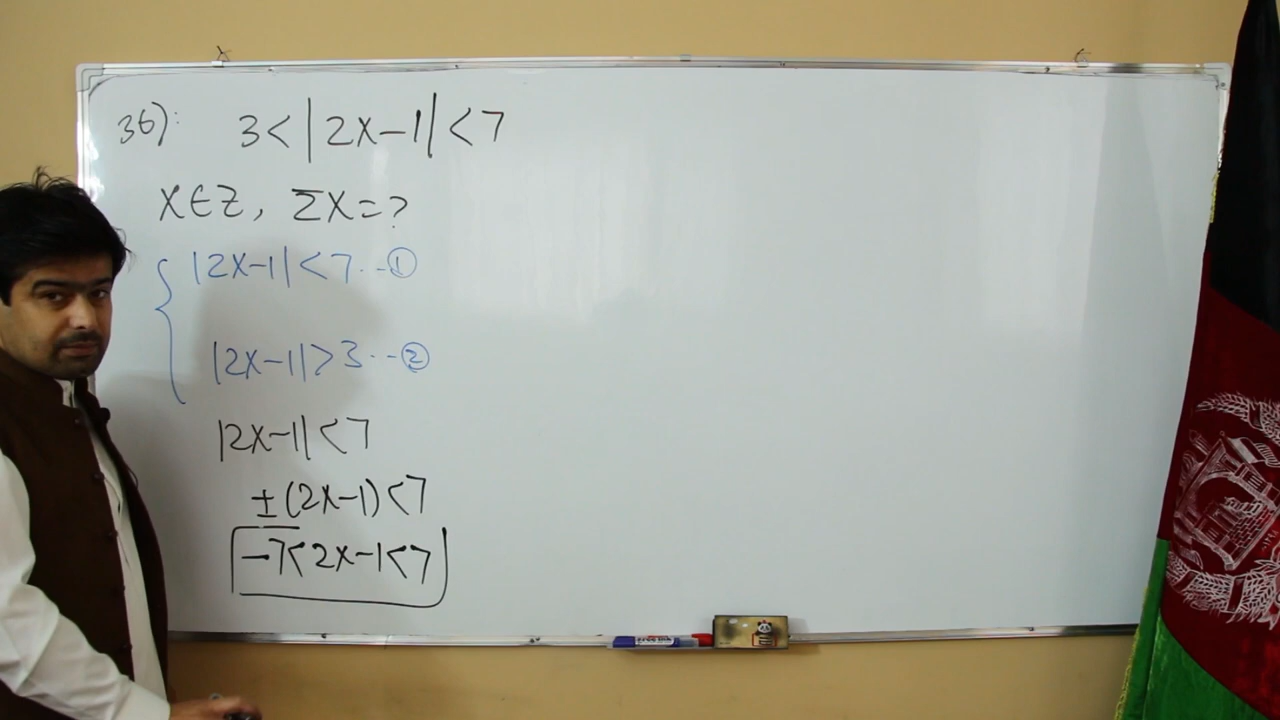 36):  3<|2x-1|<7
x∈Z, Σx=?
|2x-1|<7...①
|2x-1|>3...②
|2x-1|<7
±(2x-1)<7
-7<2x-1<7